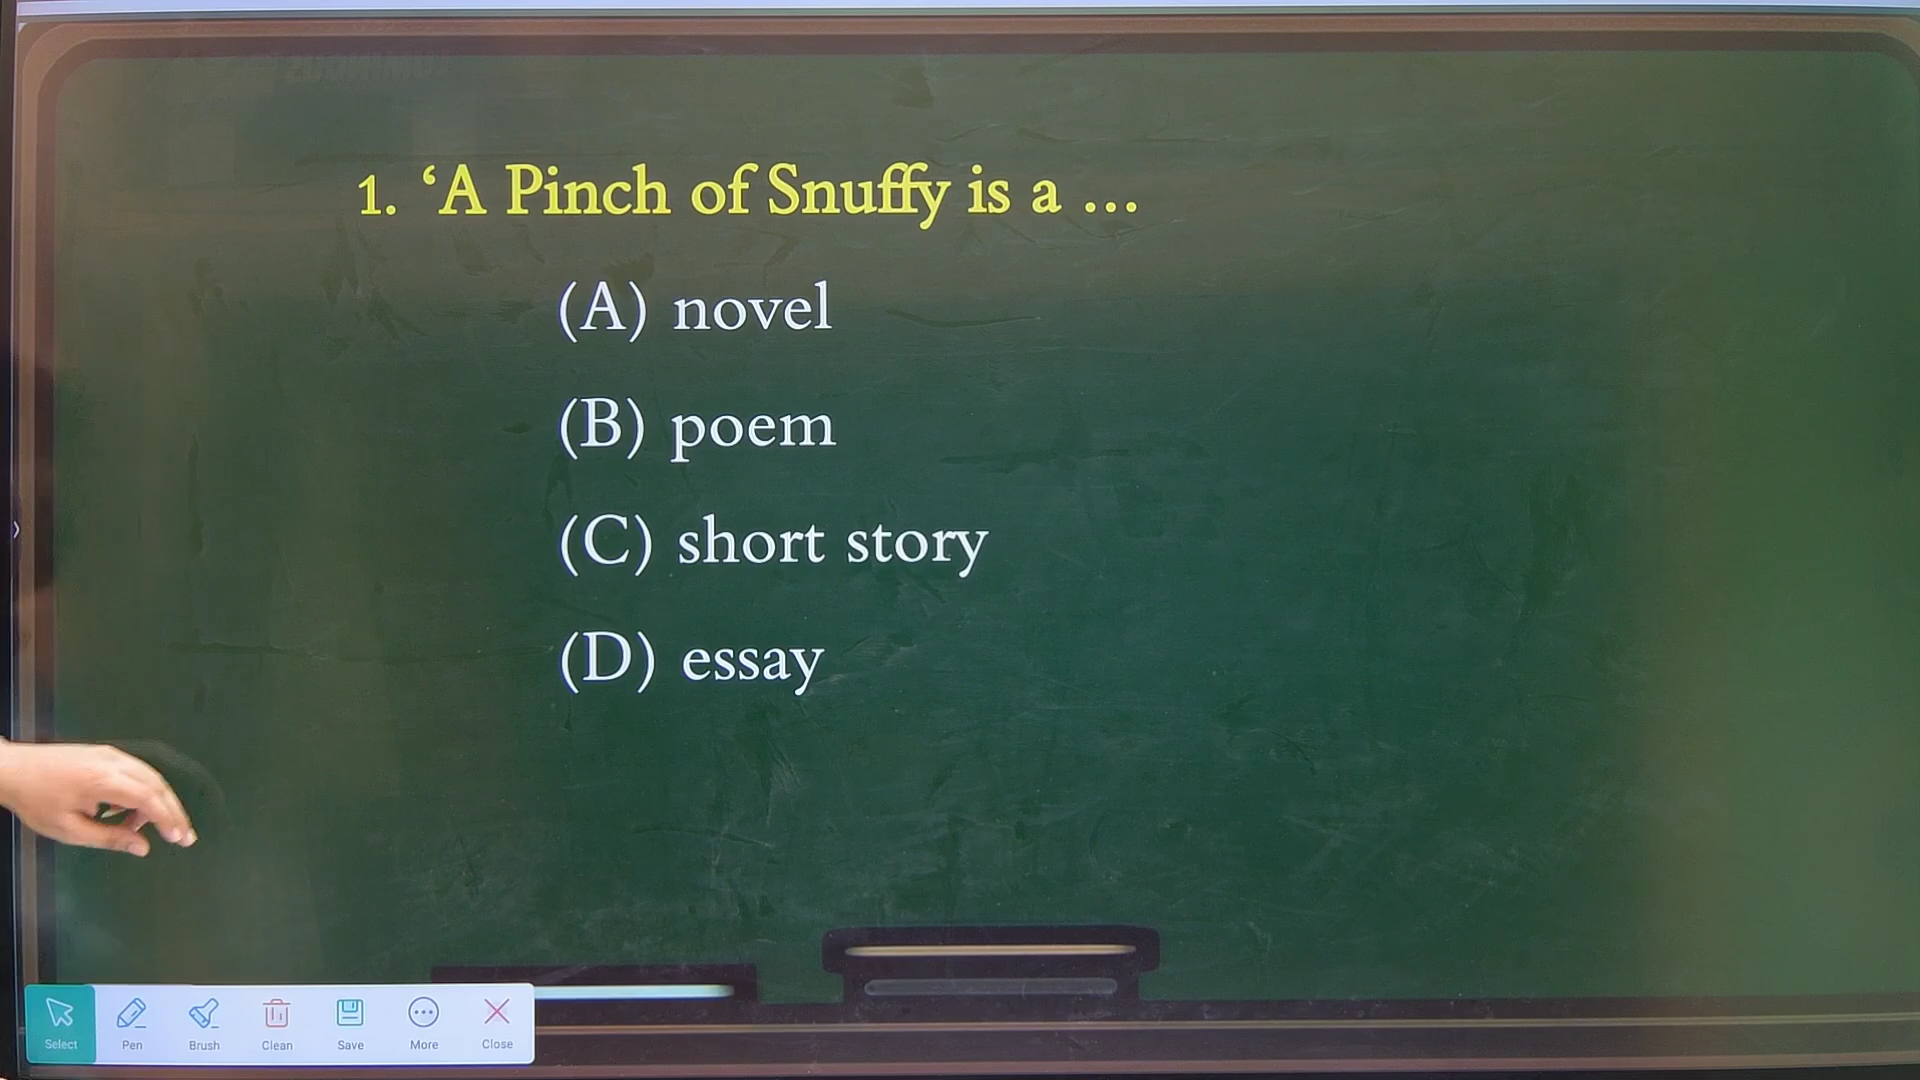 1. ‘A Pinch of Snuffy is a ...
(A) novel
(B) poem
(C) short story
(D) essay
Select Pen Brush Clean Save More Close